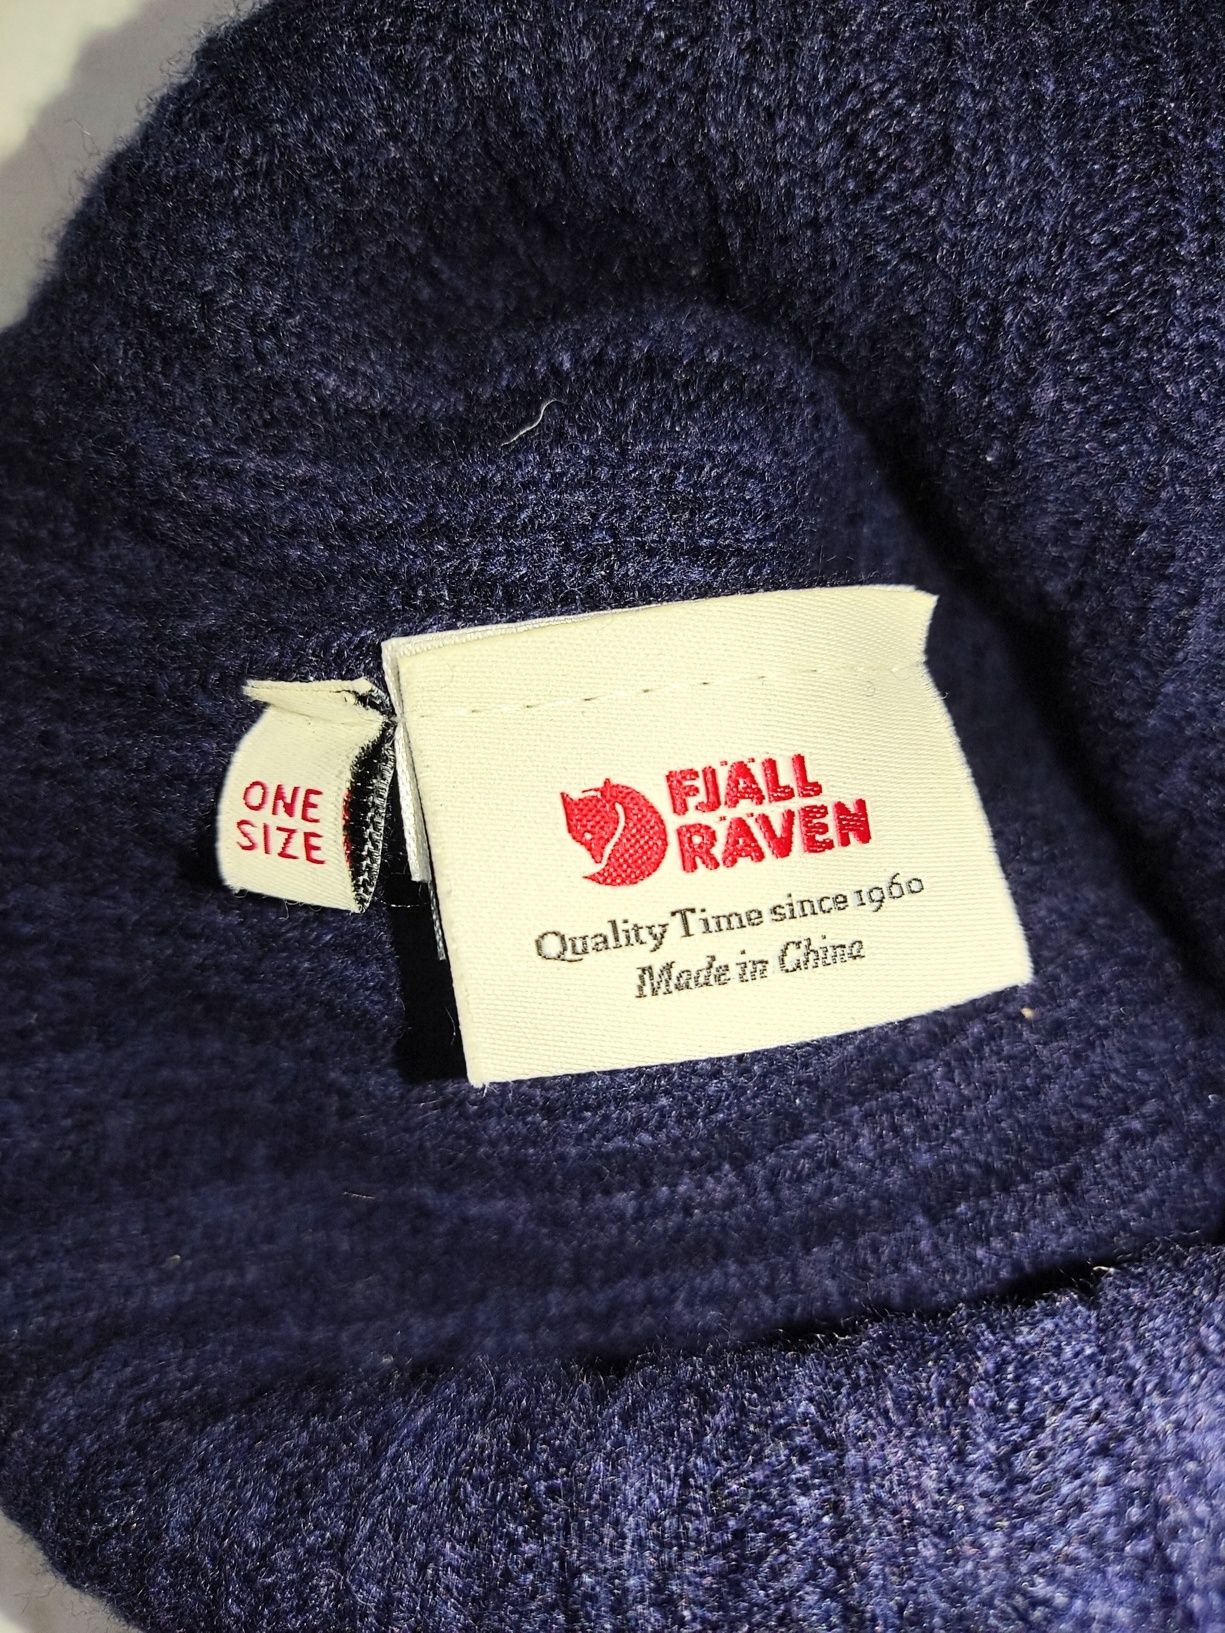 ONE
SIZE
FJÄLL
RÄVEN
Quality Time since 1960
Made in China